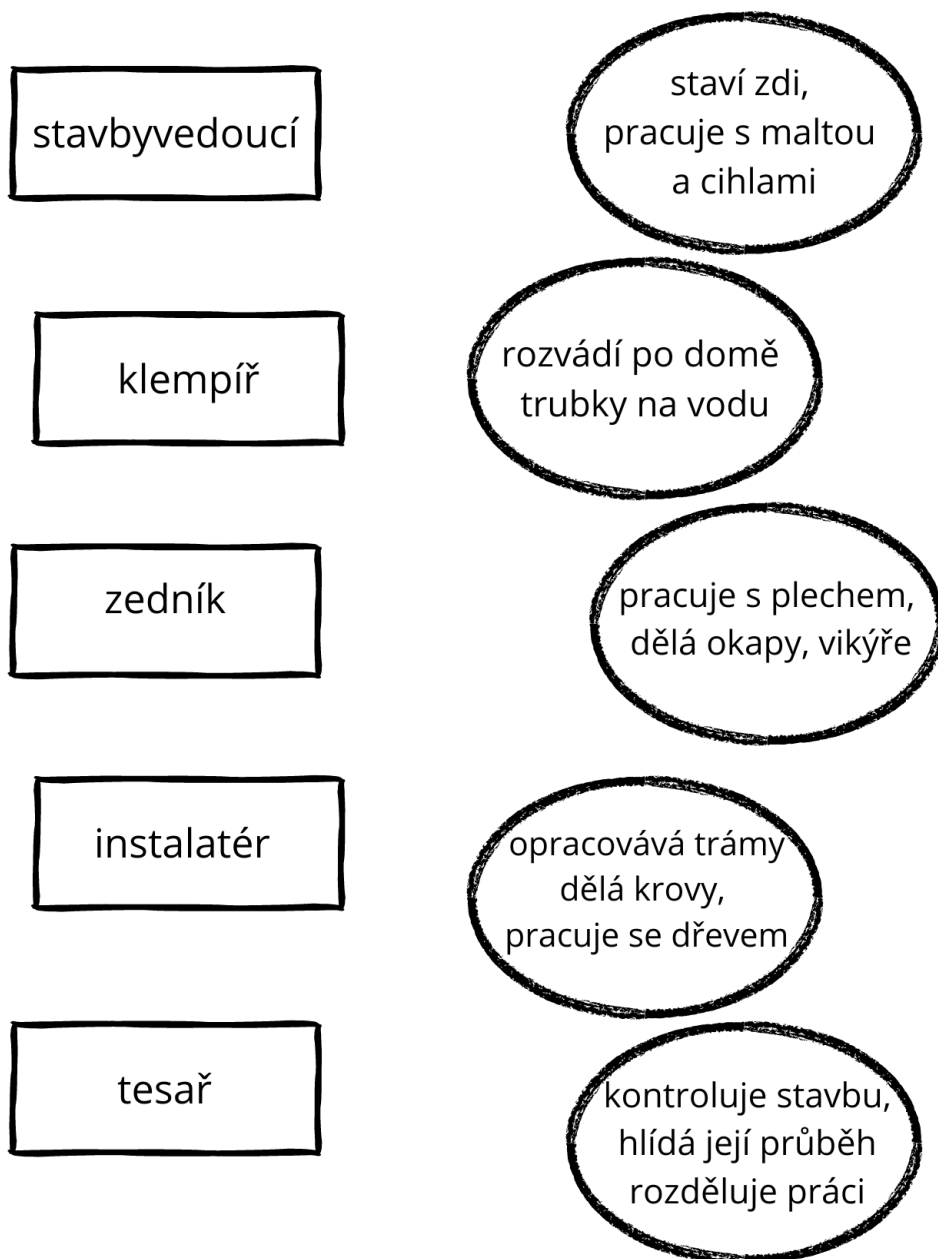 stavbyvedoucí
staví zdi,
pracuje s maltou
a cihlami
klempíř
rozvádí po domě
trubky na vodu
zedník
pracuje s plechem,
dělá okapy, vikýře
instalatér
opracovává trámy
dělá krovy,
pracuje se dřevem
tesař
kontroluje stavbu,
hlídá její průběh
rozděluje práci